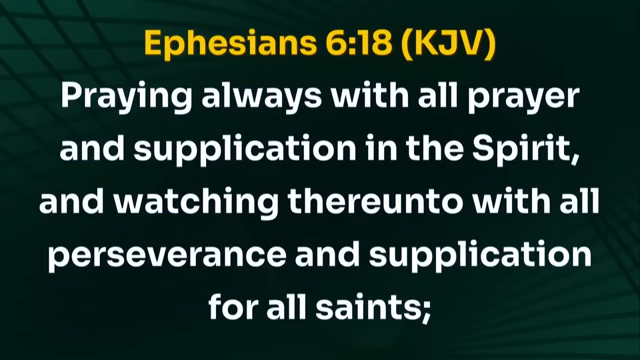 Ephesians 6:18 (KJV)
Praying always with all prayer
and supplication in the Spirit,
and watching thereunto with all
perseverance and supplication
for all saints;